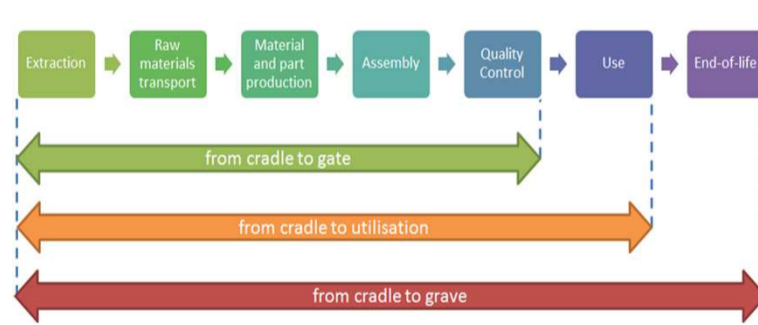 Extraction
Raw
materials
transport
Material
and part
production
Assembly
Quality
Control
Use
End-of-life
from cradle to gate
from cradle to utilisation
from cradle to grave